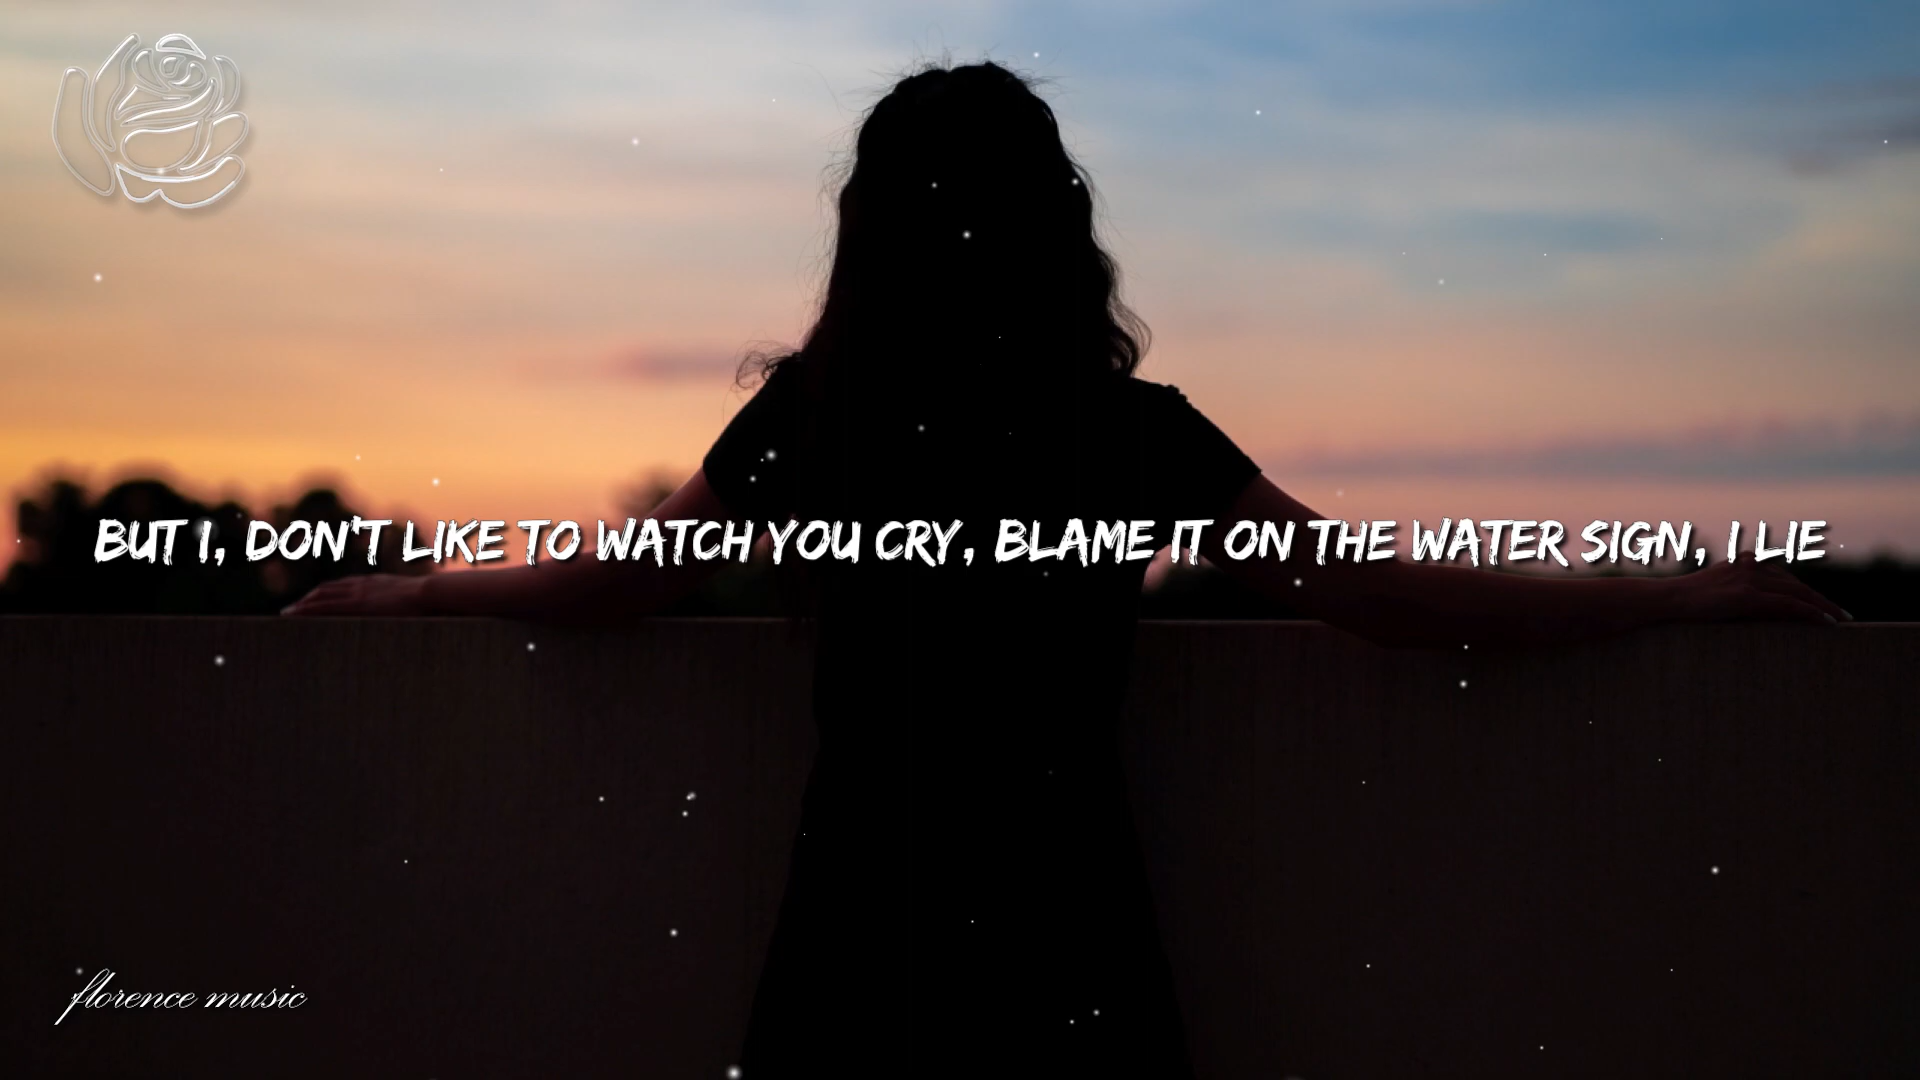 BUT I, DON'T LIKE TO WATCH YOU CRY, BLAME IT ON THE WATER SIGN, I LIE
florence music